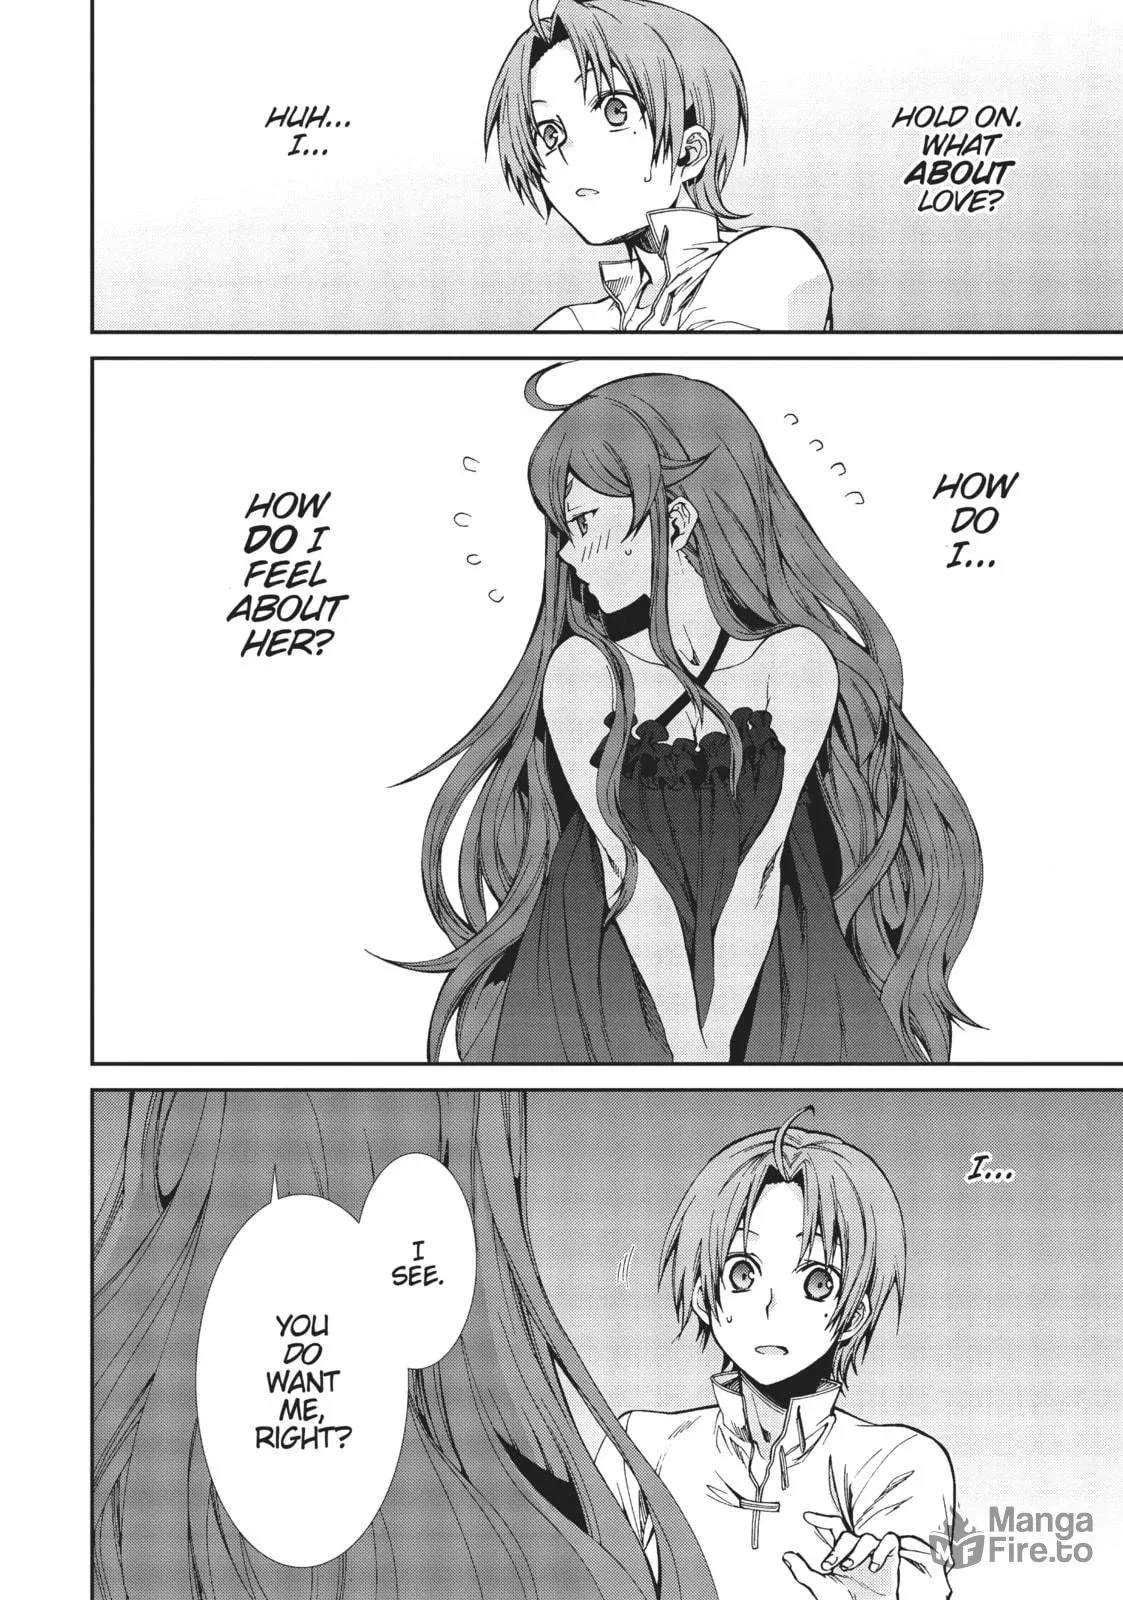 HOLD ON.
WHAT
ABOUT
LOVE?
HUH...
I...
HOW
DO
I...
HOW
DO I
FEEL
ABOUT
HER?
I...
I
SEE.
YOU
DO
WANT
ME,
RIGHT?
MF
Manga
Fire.to